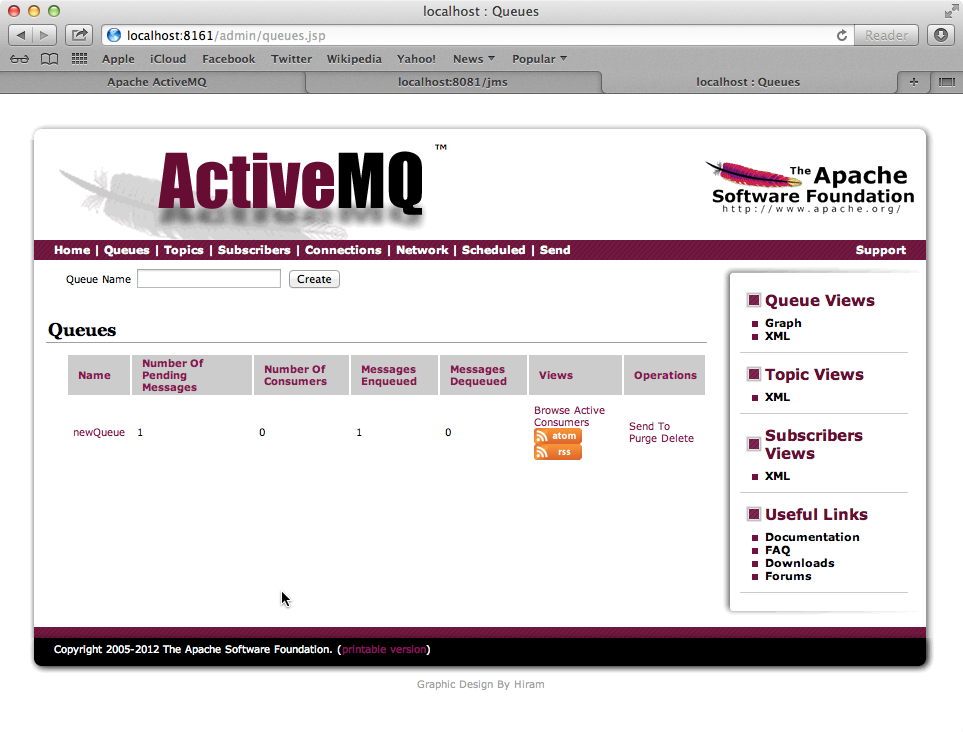 localhost : Queues
localhost:8161/admin/queues.jsp
Reader
Apple iCloud Facebook Twitter Wikipedia Yahoo! News Popular
Apache ActiveMQ
localhost:8081/jms
localhost : Queues
ActiveMQ ™
The Apache
Software Foundation
http://www.apache.org/
Home | Queues | Topics | Subscribers | Connections | Network | Scheduled | Send
Support
Queue Name
Create
Queues
Name
Number Of
Pending
Messages
Number Of
Consumers
Messages
Enqueued
Messages
Dequeued
Views
Operations
newQueue
1
0
1
0
Browse Active
Consumers
atom
rss
Send To
Purge Delete
Queue Views
Graph
XML
Topic Views
XML
Subscribers
Views
XML
Useful Links
Documentation
FAQ
Downloads
Forums
Copyright 2005-2012 The Apache Software Foundation. (printable version)
Graphic Design By Hiram